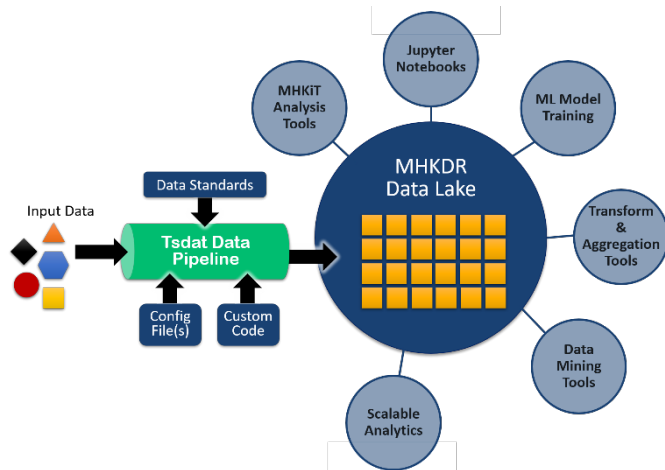 Input Data
Data Standards
Tsdat Data
Pipeline
Config
File(s)
Custom
Code
MHKDR
Data Lake
MHKiT
Analysis
Tools
Jupyter
Notebooks
ML Model
Training
Transform
&
Aggregation
Tools
Data
Mining
Tools
Scalable
Analytics